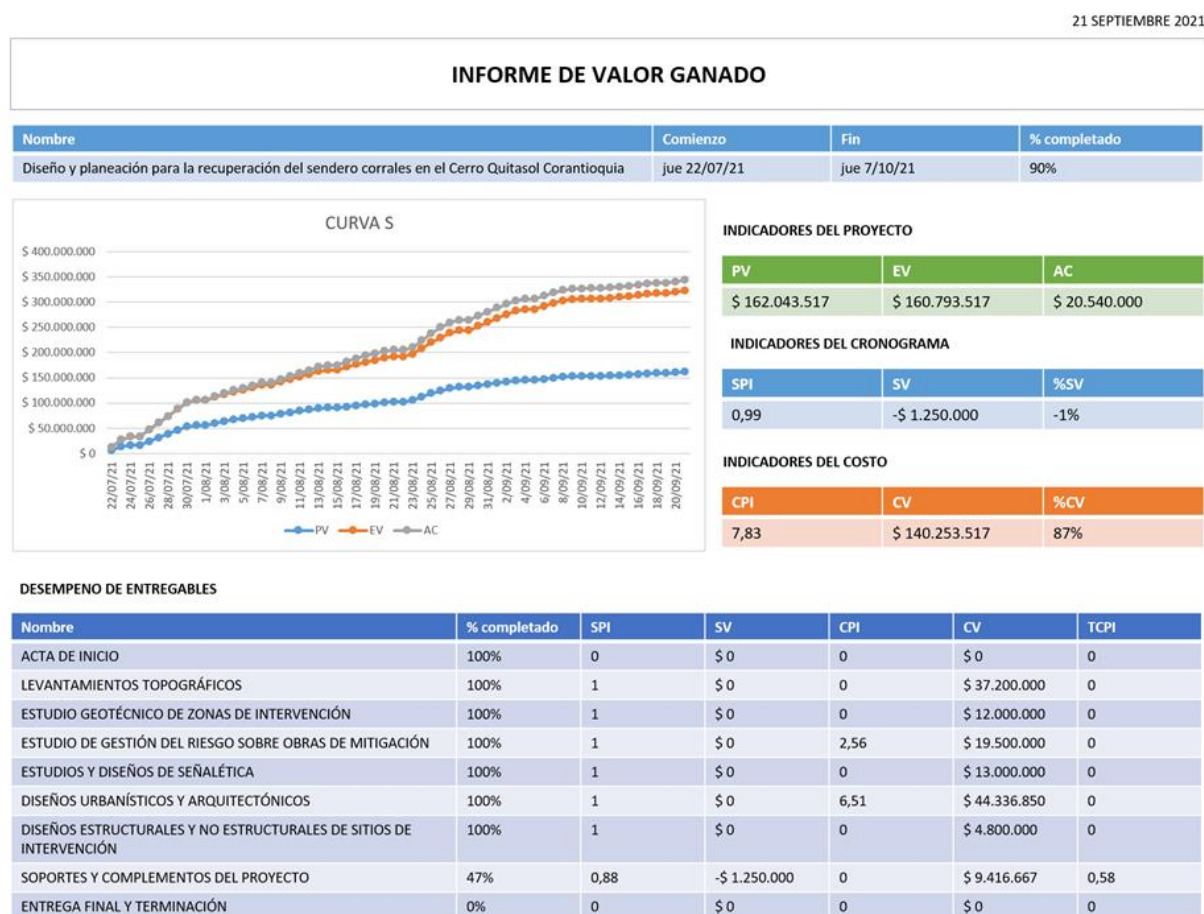 21 SEPTIEMBRE 2021
INFORME DE VALOR GANADO
Nombre Comienzo Fin % completado
Diseño y planeación para la recuperación del sendero corrales en el Cerro Quitasol Corantioquia jue 22/07/21 jue 7/10/21 90%
CURVA S
$ 400.000.000
$ 350.000.000
$ 300.000.000
$ 250.000.000
$ 200.000.000
$ 150.000.000
$ 100.000.000
$ 50.000.000
$ 0
22/07/21 24/07/21 26/07/21 28/07/21 30/07/21 1/08/21 3/08/21 5/08/21 7/08/21 9/08/21 11/08/21 13/08/21 15/08/21 17/08/21 19/08/21 21/08/21 23/08/21 25/08/21 27/08/21 29/08/21 31/08/21 2/09/21 4/09/21 6/09/21 8/09/21 10/09/21 12/09/21 14/09/21 16/09/21 18/09/21 20/09/21
PV EV AC
INDICADORES DEL PROYECTO
PV EV AC
$ 162.043.517 $ 160.793.517 $ 20.540.000
INDICADORES DEL CRONOGRAMA
SPI SV %SV
0,99 -$ 1.250.000 -1%
INDICADORES DEL COSTO
CPI CV %CV
7,83 $ 140.253.517 87%
DESEMPENO DE ENTREGABLES
Nombre % completado SPI SV CPI CV TCPI
ACTA DE INICIO 100% 0 $ 0 0 $ 0 0
LEVANTAMIENTOS TOPOGRÁFICOS 100% 1 $ 0 0 $ 37.200.000 0
ESTUDIO GEOTÉCNICO DE ZONAS DE INTERVENCIÓN 100% 1 $ 0 0 $ 12.000.000 0
ESTUDIO DE GESTIÓN DEL RIESGO SOBRE OBRAS DE MITIGACIÓN 100% 1 $ 0 2,56 $ 19.500.000 0
ESTUDIOS Y DISEÑOS DE SEÑALÉTICA 100% 1 $ 0 0 $ 13.000.000 0
DISEÑOS URBANÍSTICOS Y ARQUITECTÓNICOS 100% 1 $ 0 6,51 $ 44.336.850 0
DISEÑOS ESTRUCTURALES Y NO ESTRUCTURALES DE SITIOS DE
INTERVENCIÓN 100% 1 $ 0 0 $ 4.800.000 0
SOPORTES Y COMPLEMENTOS DEL PROYECTO 47% 0,88 -$ 1.250.000 0 $ 9.416.667 0,58
ENTREGA FINAL Y TERMINACIÓN 0% 0 $ 0 0 $ 0 0